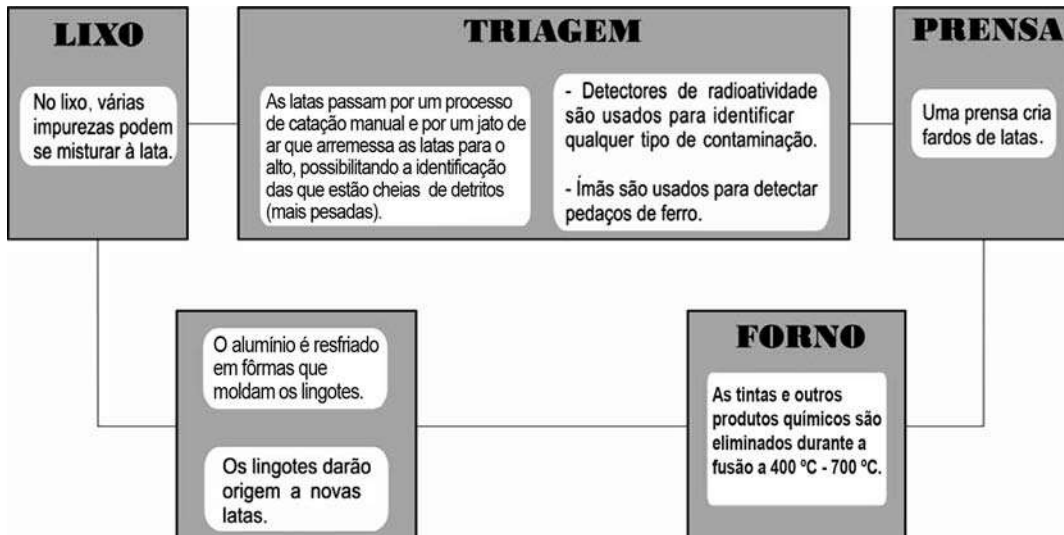 LIXO
No lixo, várias
impurezas podem
se misturar à lata.
TRIAGEM
As latas passam por um processo
de catação manual e por um jato de
ar que arremessa as latas para o
alto, possibilitando a identificação
das que estão cheias de detritos
(mais pesadas).
- Detectores de radioatividade
são usados para identificar
qualquer tipo de contaminação.
- Ímãs são usados para detectar
pedaços de ferro.
PRENSA
Uma prensa cria
fardos de latas.
O alumínio é resfriado
em fôrmas que
moldam os lingotes.
Os lingotes darão
origem a novas
latas.
FORNO
As tintas e outros
produtos químicos são
eliminados durante a
fusão a 400 ºC - 700 ºC.